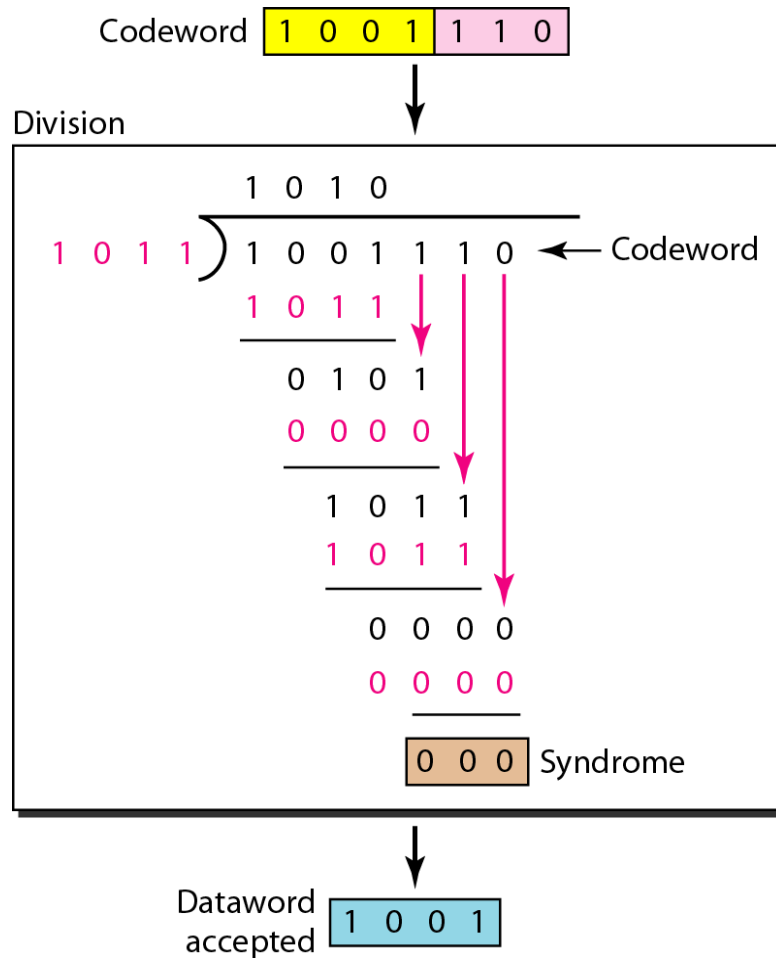 Codeword 1 0 0 1 1 1 0
Division
1 0 1 0
1 0 1 1 1 0 0 1 1 1 0 Codeword
1 0 1 1
0 1 0 1
0 0 0 0
1 0 1 1
1 0 1 1
0 0 0 0
0 0 0 0
0 0 0 Syndrome
Dataword
accepted 1 0 0 1